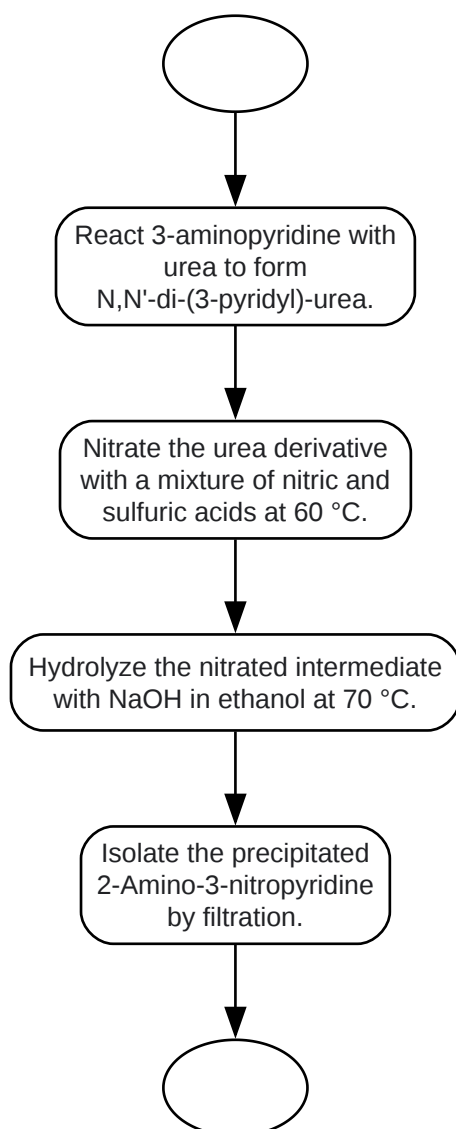 React 3-aminopyridine with
urea to form
N,N'-di-(3-pyridyl)-urea.
Nitrate the urea derivative
with a mixture of nitric and
sulfuric acids at 60 °C.
Hydrolyze the nitrated intermediate
with NaOH in ethanol at 70 °C.
Isolate the precipitated
2-Amino-3-nitropyridine
by filtration.